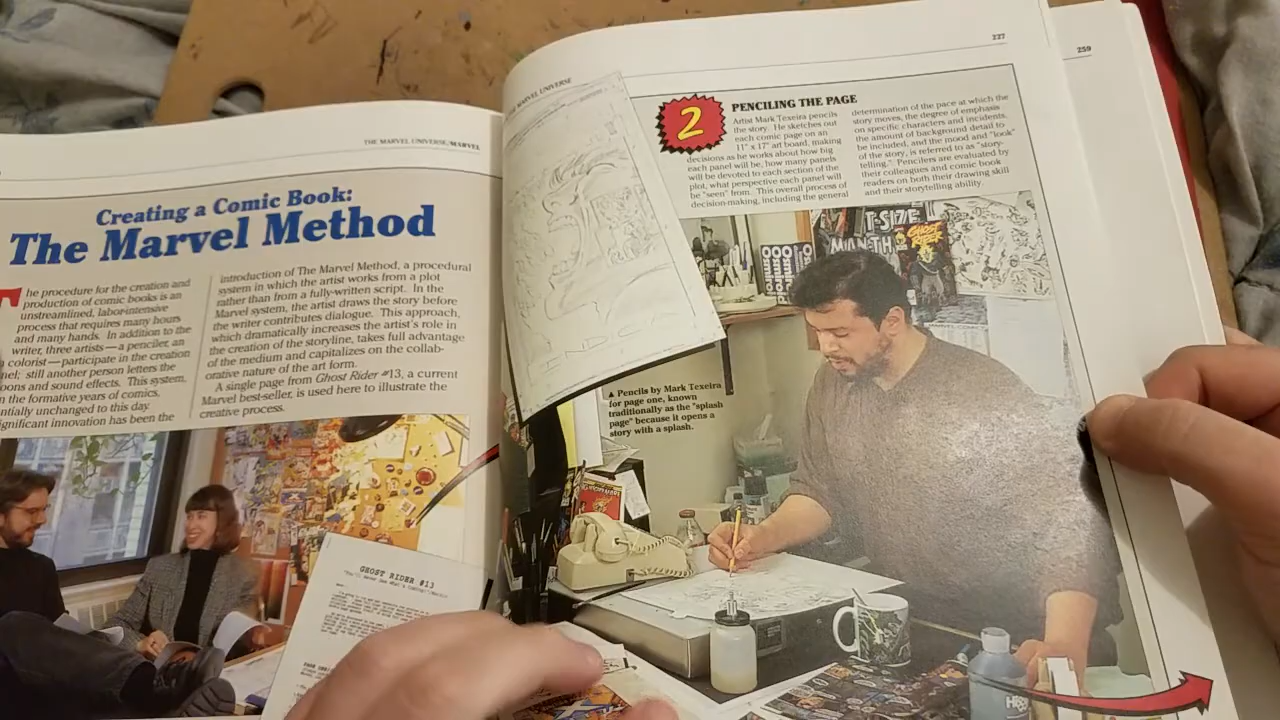 THE MARVEL UNIVERSE/MARVEL
Creating a Comic Book:
The Marvel Method
The procedure for the creation and
production of comic books is an
unstreamlined, labor-intensive
process that requires many hours
and many hands. In addition to the
writer, three artists—a penciler, an
colorist—participate in the creation
still another person letters the
and sound effects. This system,
in the formative years of comics,
unchanged to this day.
significant innovation has been the
introduction of The Marvel Method, a procedural
system in which the artist works from a plot
rather than from a fully-written script. In the
Marvel system, the artist draws the story before
the writer contributes dialogue. This approach,
which dramatically increases the artist's role in
the creation of the storyline, takes full advantage
of the medium and capitalizes on the collab-
orative nature of the art form.
A single page from Ghost Rider #13, a current
Marvel best-seller, is used here to illustrate the
creative process.
GHOST RIDER #13
THE MARVEL UNIVERSE
227
2
PENCILING THE PAGE
Artist Mark Texeira pencils
the story. He sketches out
each comic page on an
11" x 17" art board, making
decisions as he works about how big
each panel will be, how many panels
will be devoted to each section of the
plot, what perspective each panel will
be "seen" from. This overall process of
decision-making, including the general
determination of the pace at which the
story moves, the degree of emphasis
on specific characters and incidents,
the amount of background detail to
be included, and the mood and "look"
of the story, is referred to as "story-
telling." Pencilers are evaluated by
their colleagues and comic book
readers on both their drawing skill
and their storytelling ability.
T-SIZE
MAN-TH
GHOST
RIDER
▲ Pencils by Mark Texeira
for page one, known
traditionally as the "splash
page" because it opens a
story with a splash.
259